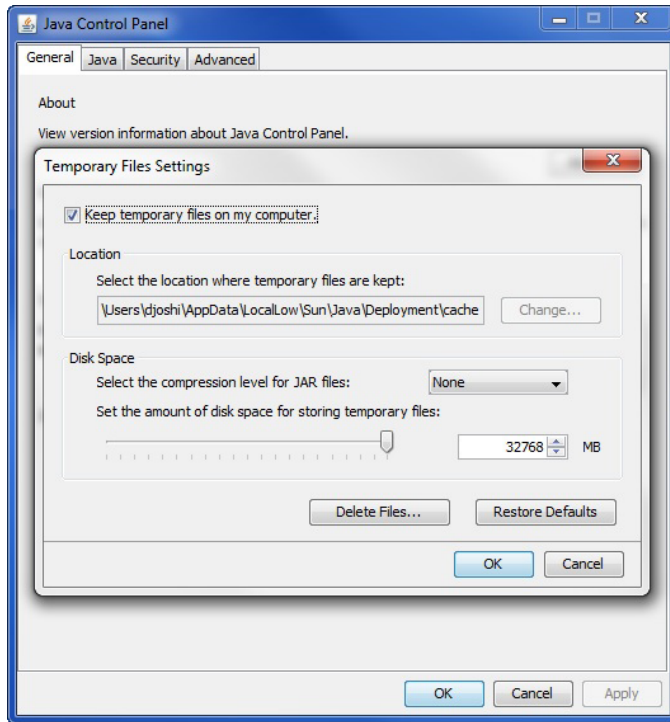 Java Control Panel
General Java Security Advanced
About
View version information about Java Control Panel.
Temporary Files Settings
Keep temporary files on my computer.
Location
Select the location where temporary files are kept:
\Users\djoshi\AppData\LocalLow\Sun\Java\Deployment\cache Change...
Disk Space
Select the compression level for JAR files: None
Set the amount of disk space for storing temporary files:
32768 MB
Delete Files... Restore Defaults
OK Cancel
OK Cancel Apply